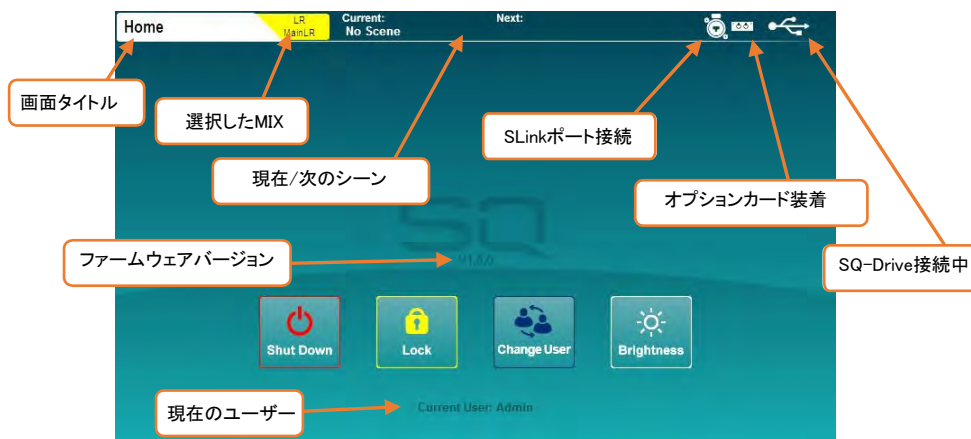 Home
LR
MainLR
Current:
No Scene
Next:
画面タイトル
選択したMIX
SLinkポート接続
現在/次のシーン
オプションカード装着
SQ
ファームウェアバージョン
V1.0.0
SQ-Drive接続中
Shut Down
Lock
Change User
Brightness
現在のユーザー
Current User: Admin